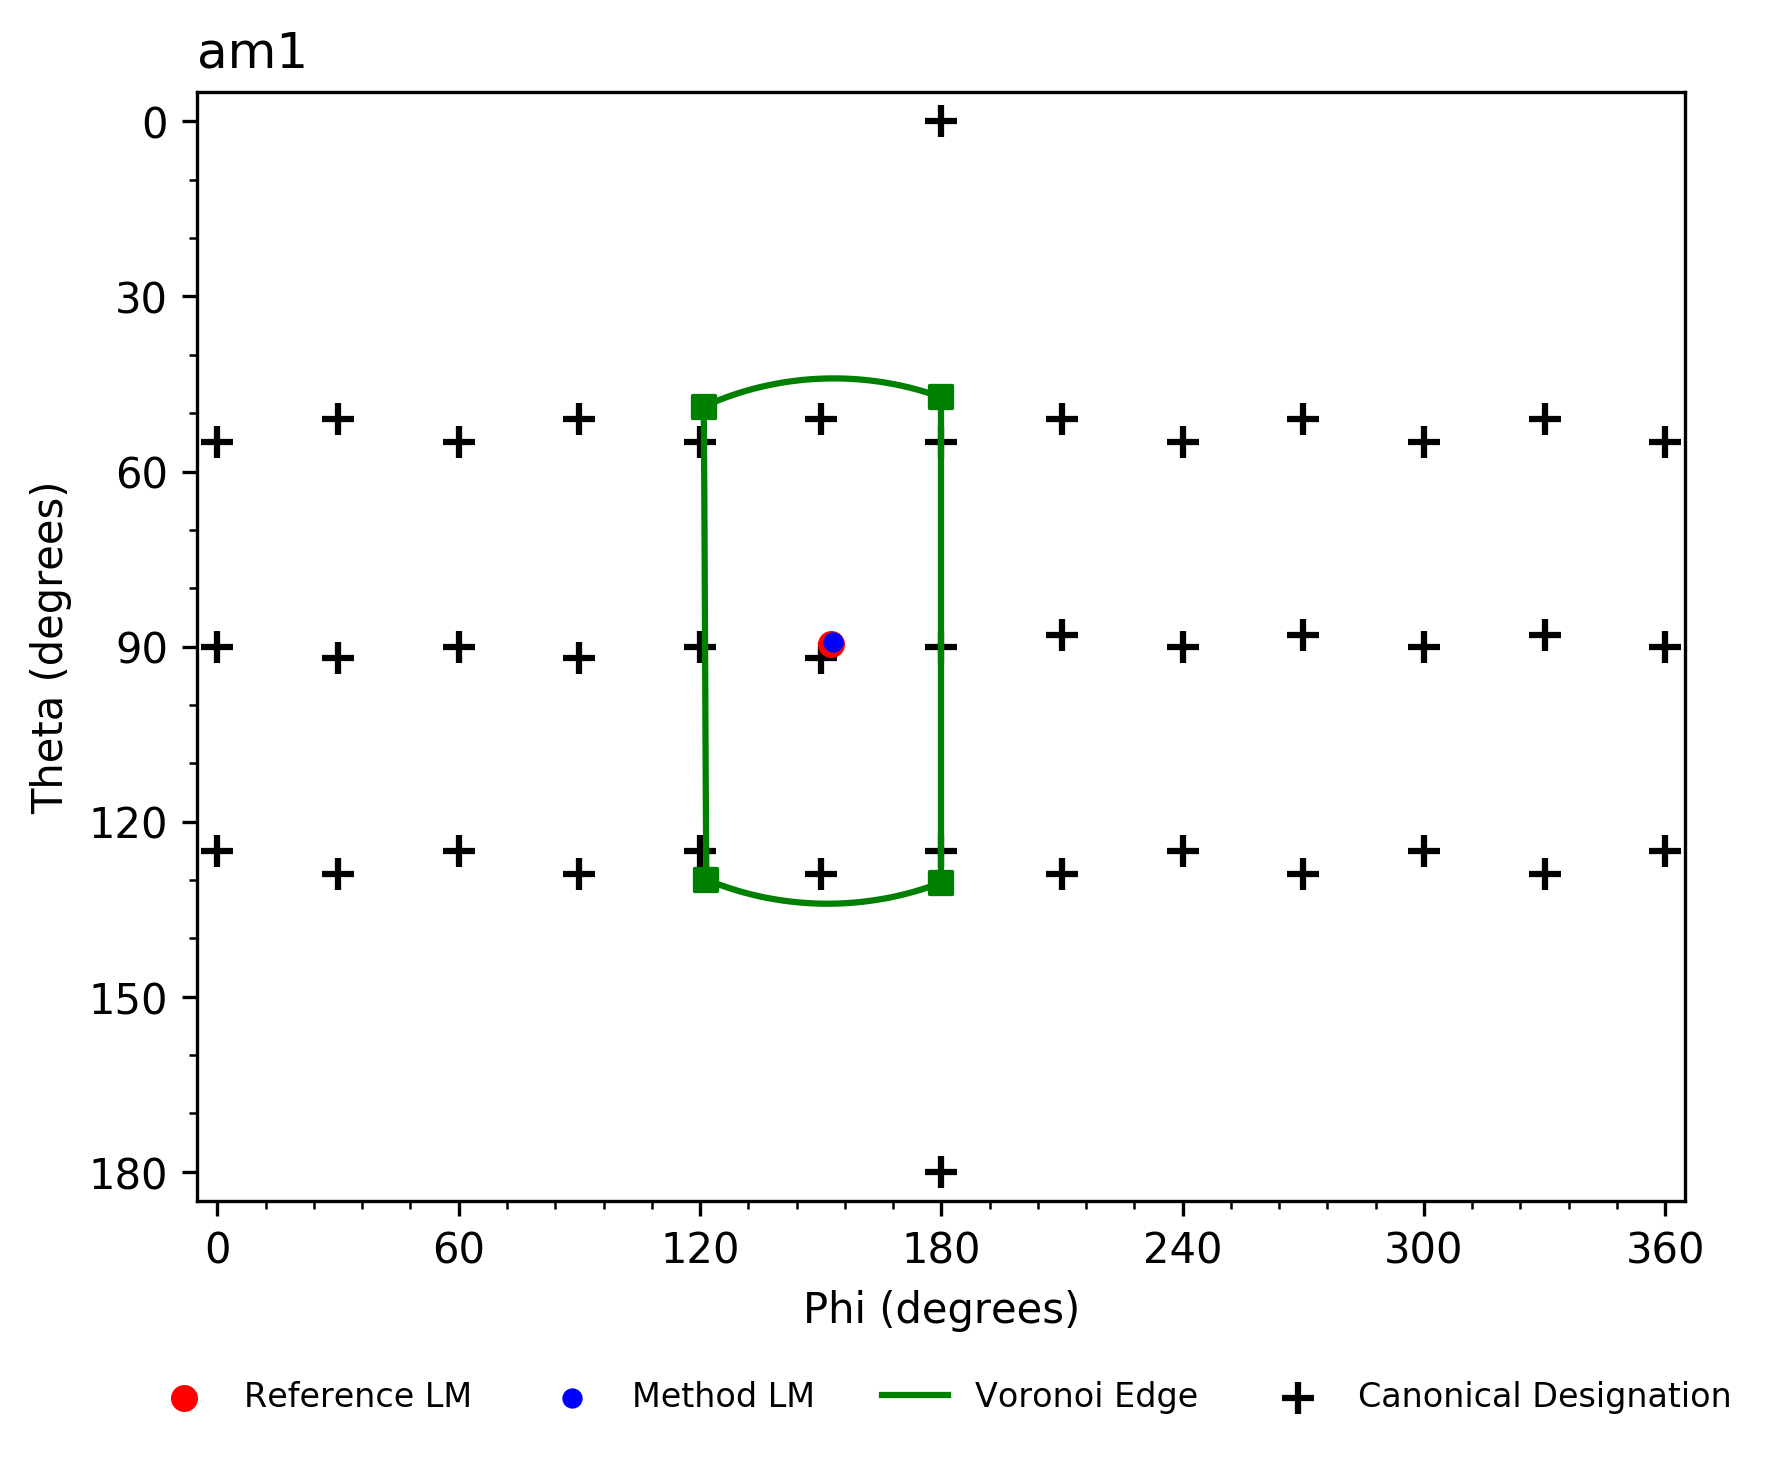 am1
0
30
60
90
120
150
180
Theta (degrees)
0 60 120 180 240 300 360
Phi (degrees)
Reference LM Method LM Voronoi Edge Canonical Designation